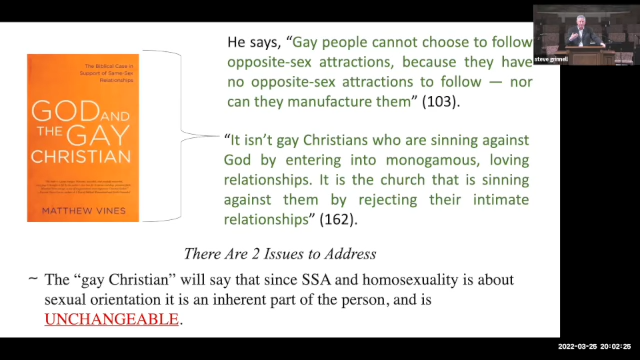 He says, “Gay people cannot choose to follow
opposite-sex attractions, because they have
no opposite-sex attractions to follow — nor
can they manufacture them” (103).
steve grinnell
The Biblical Case in
Support of Same-Sex
Relationships
GOD AND
THE GAY
CHRISTIAN
MATTHEW VINES
“It isn’t gay Christians who are sinning against
God by entering into monogamous, loving
relationships. It is the church that is sinning
against them by rejecting their intimate
relationships” (162).
There Are 2 Issues to Address
~ The “gay Christian” will say that since SSA and homosexuality is about
sexual orientation it is an inherent part of the person, and is
UNCHANGEABLE.
2022-03-25 20:02:25